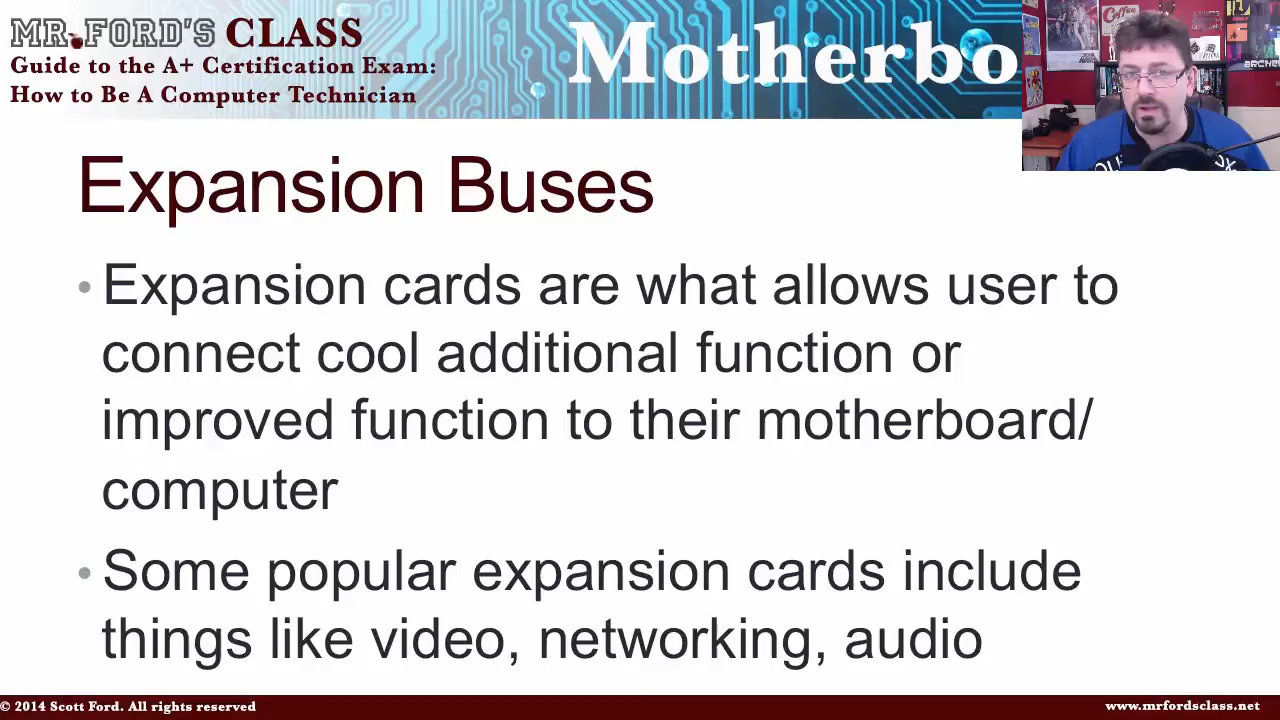 MR. FORD'S CLASS
Guide to the A+ Certification Exam:
How to Be A Computer Technician
Motherbo
Coffee
Expansion Buses
• Expansion cards are what allows user to
connect cool additional function or
improved function to their motherboard/
computer
• Some popular expansion cards include
things like video, networking, audio
© 2014 Scott Ford. All rights reserved
www.mrfordsclass.net